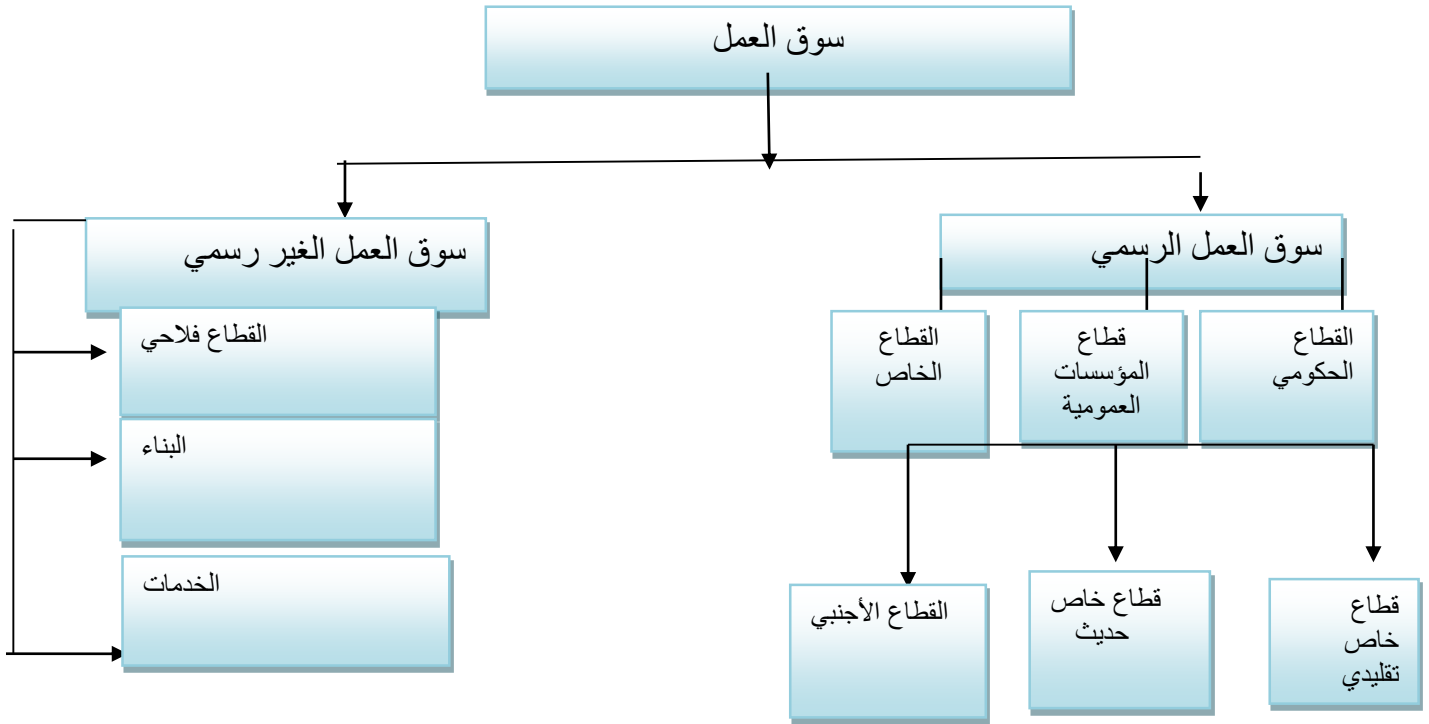 سوق العمل
سوق العمل الرسمي
سوق العمل الغير رسمي
القطاع
الحكومي
قطاع
المؤسسات
العمومية
القطاع
الخاص
قطاع
خاص
تقليدي
قطاع خاص
حديث
القطاع الأجنبي
القطاع فلاحي
البناء
الخدمات